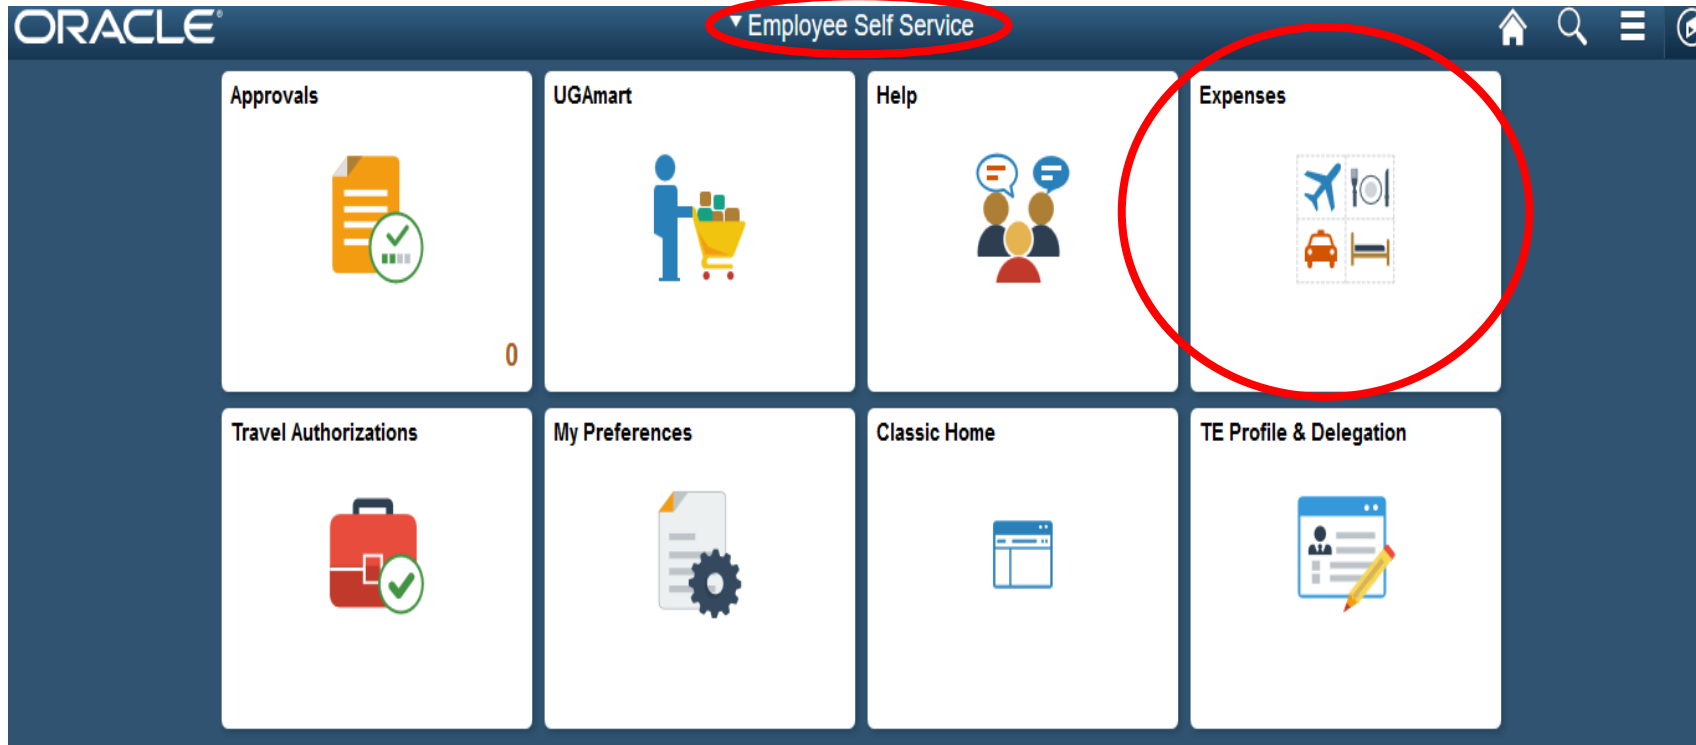 ORACLE
Employee Self Service
Approvals
UGAmart
Help
Expenses
0
Travel Authorizations
My Preferences
Classic Home
TE Profile & Delegation